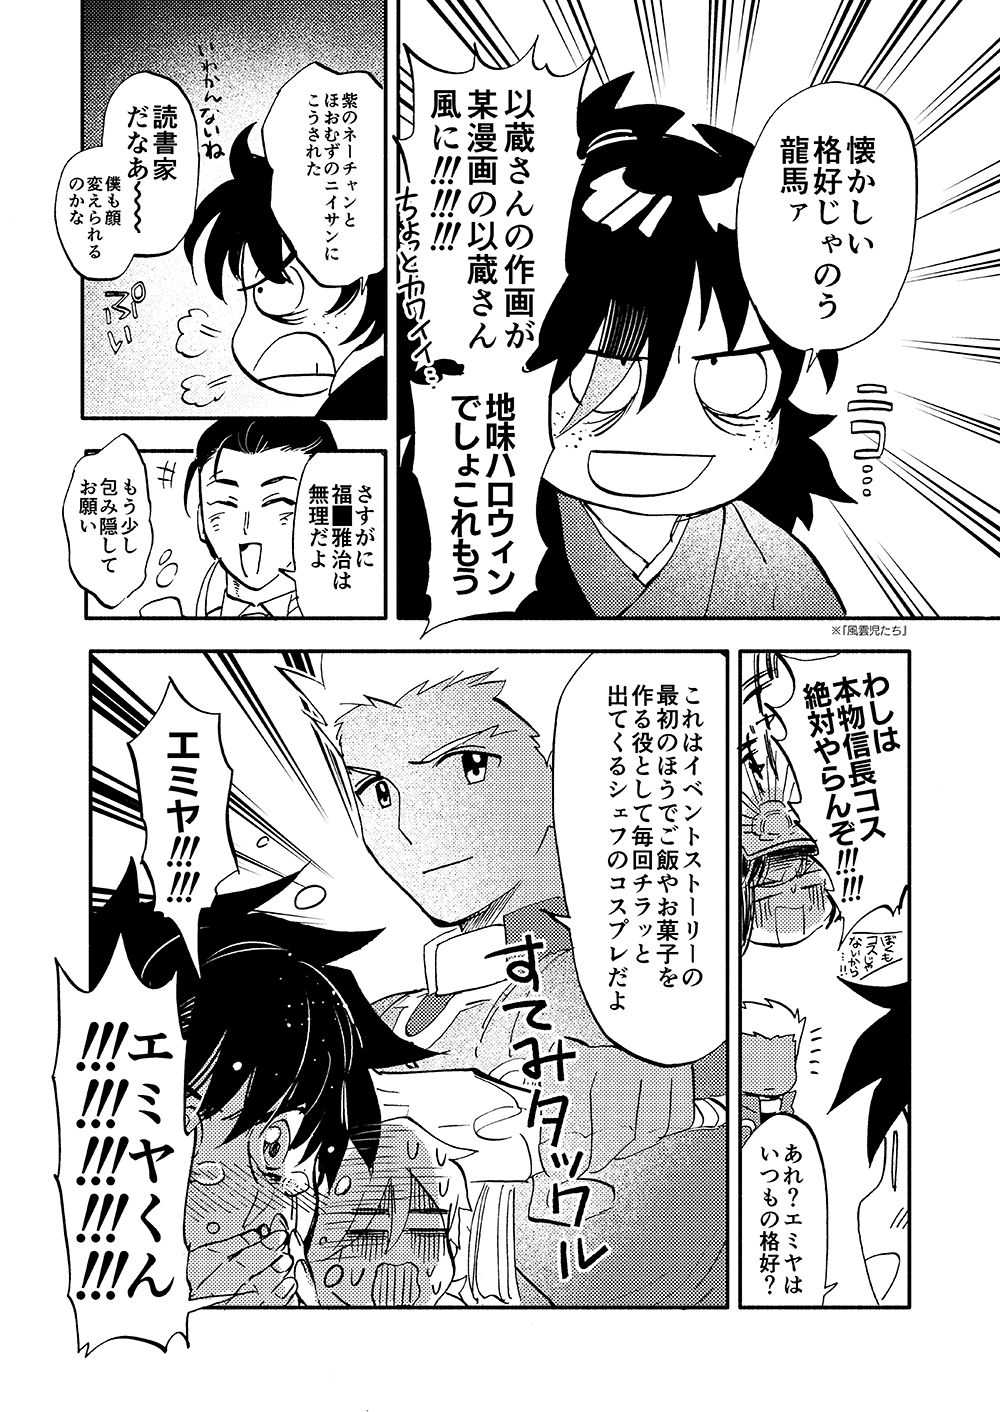 懐かしい
格好じゃのう
龍馬ァ
ニコ…
以蔵さんの作画が
某漫画の以蔵さん
風に!!!!!!!!!
ーちょっとカワイイ…
地味ハロウィン
でしょこれもう
※『風雲児たち』
紫のネーチャンと
ほおむずのニイサンに
こうされた
いわかんないね
読書家
だなあ～～
僕も顔
変えられる
のかな
ぷい
さすがに
福■雅治は
無理だよ
もう少し
包み隠して
お願い
わしは
本物信長コス
絶対やらんぞ!!!!!!
ぼくも
コスじゃ
ないから
…!!
あれ？エミヤは
いつもの格好？
これはイベントストーリーの
最初のほうでご飯やお菓子を
作る役として毎回チラッと
出てくるシェフのコスプレだよ
すてみタックル
エミヤ!!!!!!
エミヤくん
!!!!!!!!!!!!!!!